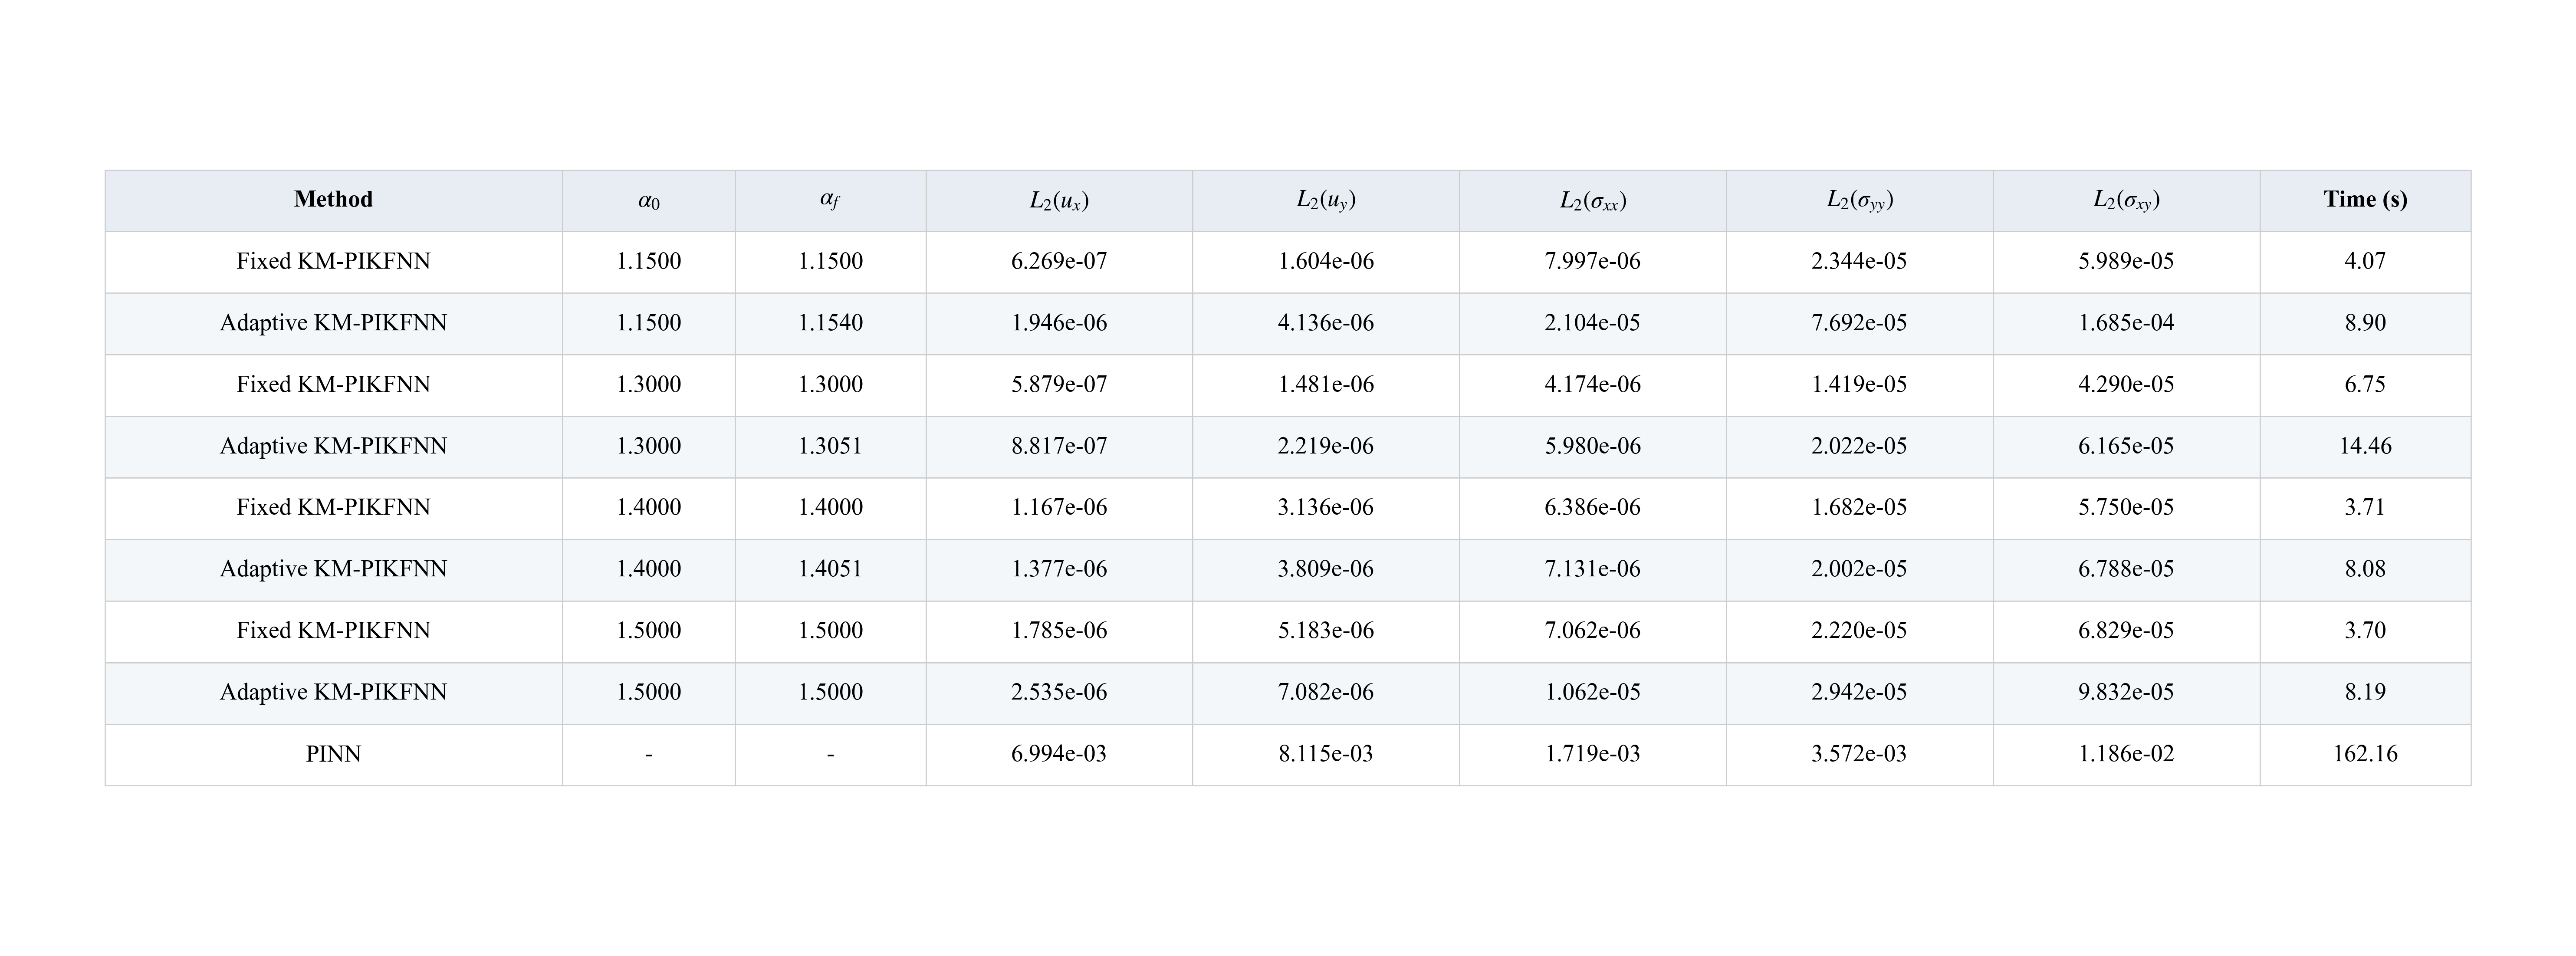 Method α₀ α_f L₂(uₓ) L₂(u_y) L₂(σₓₓ) L₂(σ_yy) L₂(σ_xy) Time (s)
Fixed KM-PIKFNN 1.1500 1.1500 6.269e-07 1.604e-06 7.997e-06 2.344e-05 5.989e-05 4.07
Adaptive KM-PIKFNN 1.1500 1.1540 1.946e-06 4.136e-06 2.104e-05 7.692e-05 1.685e-04 8.90
Fixed KM-PIKFNN 1.3000 1.3000 5.879e-07 1.481e-06 4.174e-06 1.419e-05 4.290e-05 6.75
Adaptive KM-PIKFNN 1.3000 1.3051 8.817e-07 2.219e-06 5.980e-06 2.022e-05 6.165e-05 14.46
Fixed KM-PIKFNN 1.4000 1.4000 1.167e-06 3.136e-06 6.386e-06 1.682e-05 5.750e-05 3.71
Adaptive KM-PIKFNN 1.4000 1.4051 1.377e-06 3.809e-06 7.131e-06 2.002e-05 6.788e-05 8.08
Fixed KM-PIKFNN 1.5000 1.5000 1.785e-06 5.183e-06 7.062e-06 2.220e-05 6.829e-05 3.70
Adaptive KM-PIKFNN 1.5000 1.5000 2.535e-06 7.082e-06 1.062e-05 2.942e-05 9.832e-05 8.19
PINN - - 6.994e-03 8.115e-03 1.719e-03 3.572e-03 1.186e-02 162.16